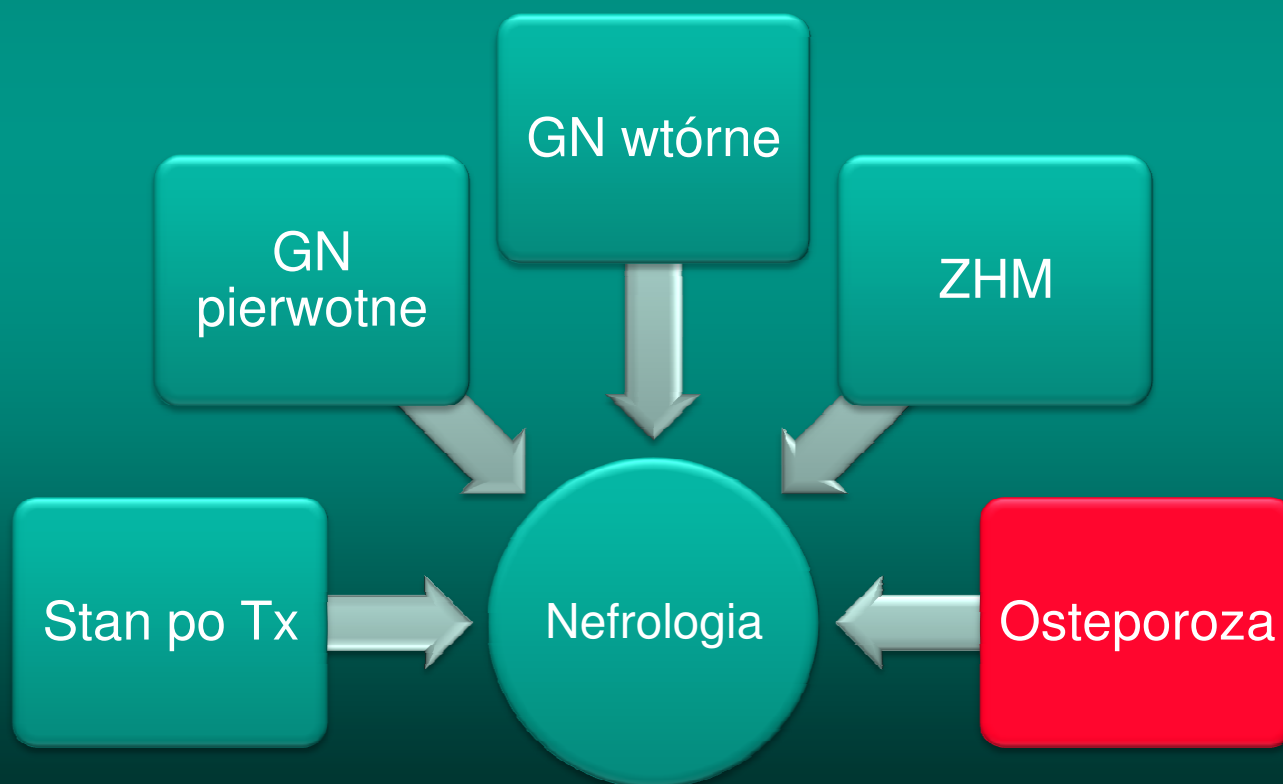 GN wtórne
GN
pierwotne
ZHM
Stan po Tx
Nefrologia
Osteporoza